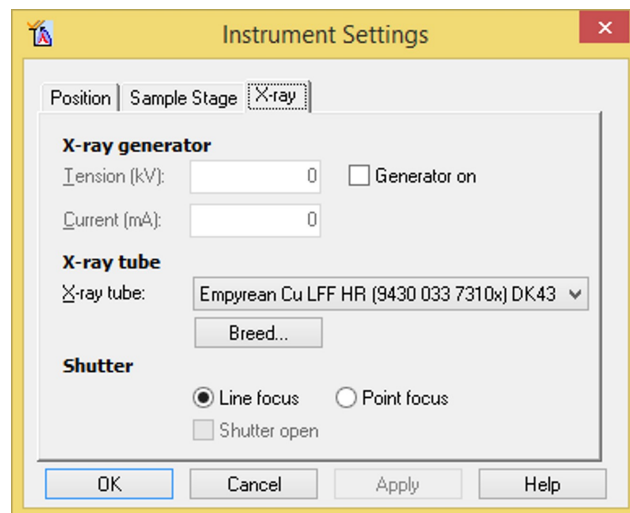 Instrument Settings
Position Sample Stage X-ray
X-ray generator
Tension (kV): 0 Generator on
Current (mA): 0
X-ray tube
X-ray tube: Empyrean Cu LFF HR (9430 033 7310x) DK43
Breed...
Shutter
Line focus Point focus
Shutter open
OK Cancel Apply Help